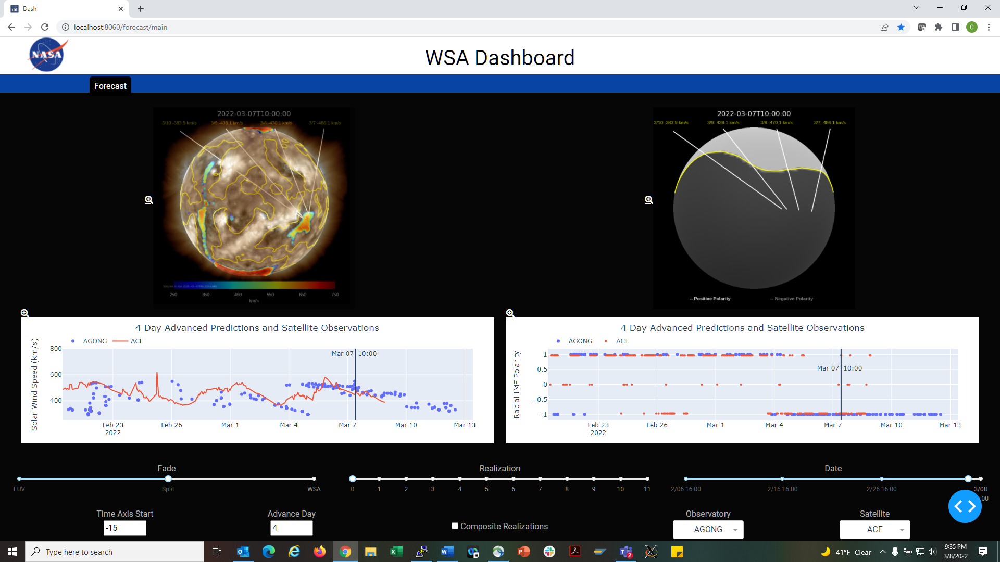 Dash
localhost:8060/forecast/main
C
NASA
WSA Dashboard
Forecast
2022-03-07T10:00:00
3/10:-383.9 km/s 3/9:-439.1 km/s 3/8:-470.1 km/s 3/7:-486.1 km/s
250 350 450 550 650 750
km/s
2022-03-07T10:00:00
3/10:-383.9 km/s 3/9:-439.1 km/s 3/8:-470.1 km/s 3/7:-486.1 km/s
-- Positive Polarity -- Negative Polarity
4 Day Advanced Predictions and Satellite Observations
AGONG ACE
Solar Wind Speed (km/s)
800
600
400
Mar 07 10:00
Feb 23 Feb 26 Mar 1 Mar 4 Mar 7 Mar 10 Mar 13
2022
4 Day Advanced Predictions and Satellite Observations
AGONG ACE
Radial IMF Polarity
1
0.5
0
−0.5
−1
Mar 07 10:00
Feb 23 Feb 26 Mar 1 Mar 4 Mar 7 Mar 10 Mar 13
2022
Fade
EUV Split WSA
Realization
0 1 2 3 4 5 6 7 8 9 10 11
Date
2/06 16:00 2/16 16:00 2/26 16:00 3/08
:00
Time Axis Start
-15
Advance Day
4
Composite Realizations
Observatory
AGONG
Satellite
ACE
Type here to search
2
41°F Clear
9:35 PM
3/8/2022